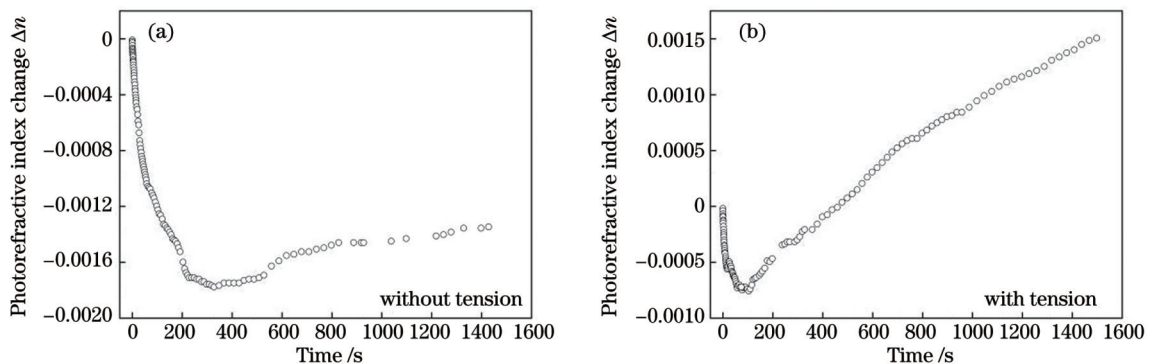 (a)
Photorefractive index change Δn
0
−0.0004
−0.0008
−0.0012
−0.0016
−0.0020
without tension
0 200 400 600 800 1000 1200 1400 1600
Time /s
(b)
Photorefractive index change Δn
0.0015
0.0010
0.0005
0
−0.0005
−0.0010
with tension
0 200 400 600 800 1000 1200 1400 1600
Time /s